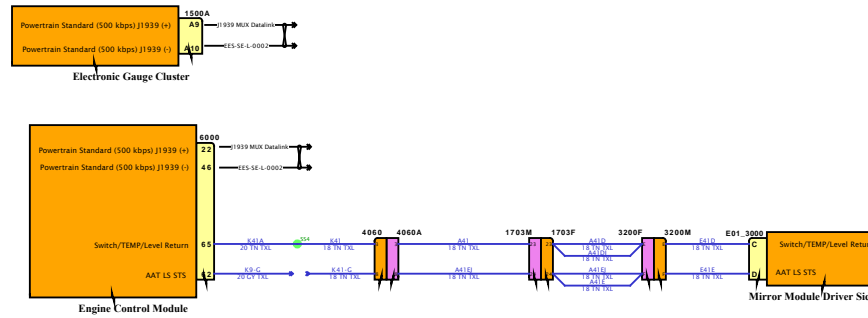 1500A
Powertrain Standard (500 kbps) J1939 (+) A9 J1939 MUX Datalink
Powertrain Standard (500 kbps) J1939 (-) A10 EES-SE-L-0002
Electronic Gauge Cluster
6000
Powertrain Standard (500 kbps) J1939 (+) 22 J1939 MUX Datalink
Powertrain Standard (500 kbps) J1939 (-) 46 EES-SE-L-0002
4060 4060A 1703M 1703F 3200F 3200M E01_3000
Switch/TEMP/Level Return 65 K41A K41 A41 A41D E41D C Switch/TEMP/Level Return
20 TN TXL 18 TN TXL 18 TN TXL 18 TN TXL 18 TN TXL
A41DL
18 TN TXL
AAT LS STS K9-G K41-G A41EJ A41EJ E41E D AAT LS STS
20 GY TXL 18 TN TXL 18 TN TXL 18 TN TXL 18 TN TXL
A41E
18 TN TXL
Engine Control Module
Mirror Module Driver Sid